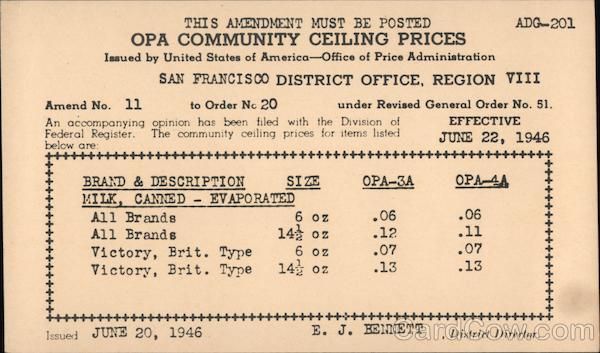 THIS AMENDMENT MUST BE POSTED ADG-201
OPA COMMUNITY CEILING PRICES
Issued by United States of America—Office of Price Administration
SAN FRANCISCO DISTRICT OFFICE, REGION VIII
Amend No. 11 to Order No 20 under Revised General Order No. 51.
An accompanying opinion has been filed with the Division of EFFECTIVE
Federal Register. The community ceiling prices for items listed JUNE 22, 1946
below are:
BRAND & DESCRIPTION SIZE OPA-3A OPA-4A
MILK, CANNED - EVAPORATED
All Brands 6 oz .06 .06
All Brands 14½ oz .12 .11
Victory, Brit. Type 6 oz .07 .07
Victory, Brit. Type 14½ oz .13 .13
Issued JUNE 20, 1946 E. J. BENNETT, District Director
CardCow.com